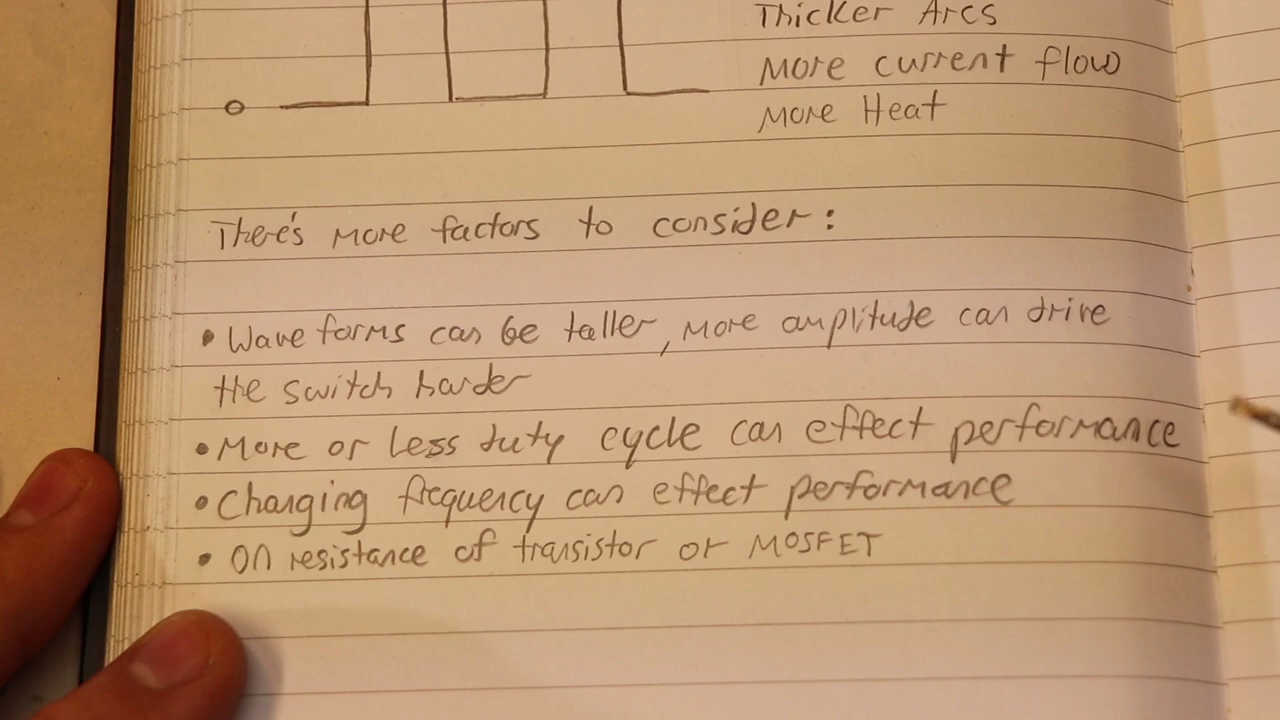 Thicker Arcs
More current flow
0
More Heat
There's more factors to consider:
• Wave forms can be taller, more amplitude can drive
the switch harder
• More or less duty cycle can effect performance
• Changing frequency can effect performance
• On resistance of transistor or MOSFET